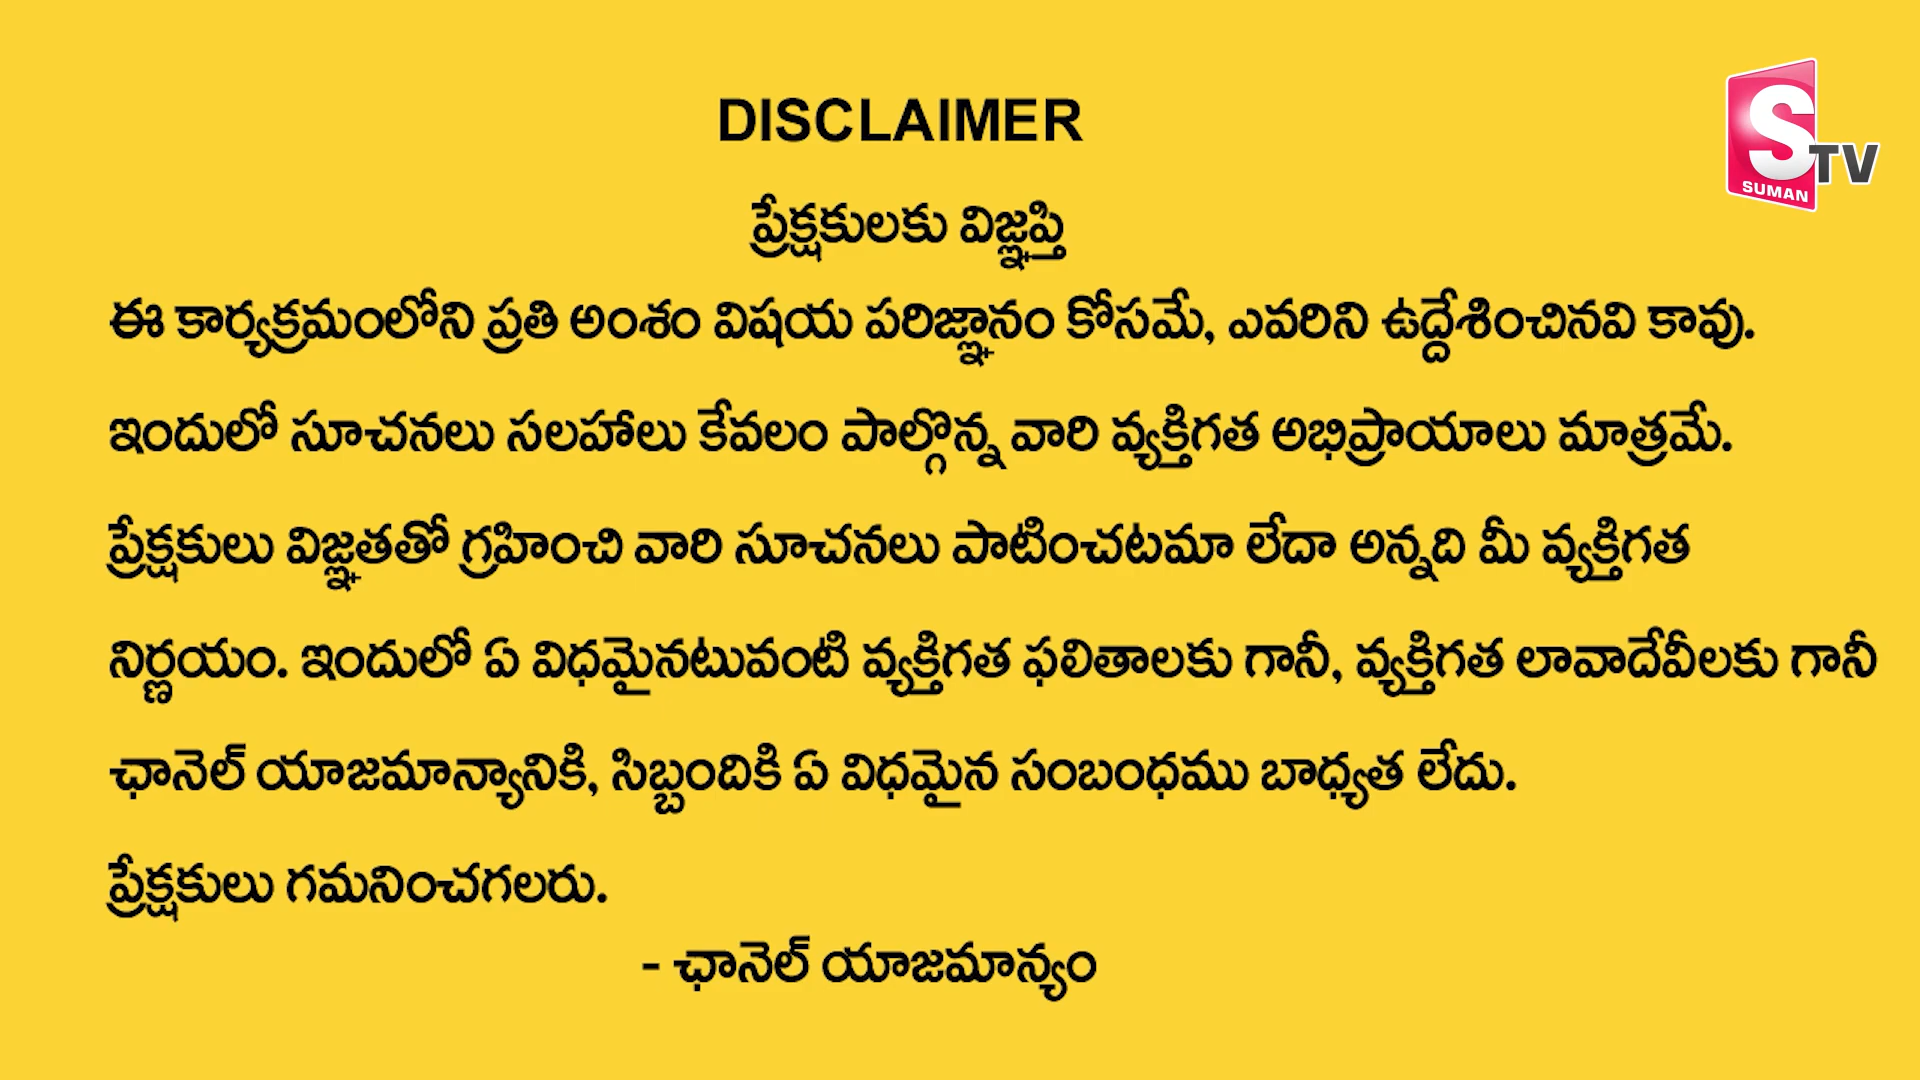 DISCLAIMER
S TV
SUMAN
ప్రేక్షకులకు విజ్ఞప్తి
ఈ కార్యక్రమంలోని ప్రతి అంశం విషయ పరిజ్ఞానం కోసమే, ఎవరిని ఉద్దేశించినవి కావు.
ఇందులో సూచనలు సలహాలు కేవలం పాల్గొన్న వారి వ్యక్తిగత అభిప్రాయాలు మాత్రమే.
ప్రేక్షకులు విజ్ఞతతో గ్రహించి వారి సూచనలు పాటించటమా లేదా అన్నది మీ వ్యక్తిగత
నిర్ణయం. ఇందులో ఏ విధమైనటువంటి వ్యక్తిగత ఫలితాలకు గానీ, వ్యక్తిగత లావాదేవీలకు గానీ
ఛానెల్ యాజమాన్యానికి, సిబ్బందికి ఏ విధమైన సంబంధము బాధ్యత లేదు.
ప్రేక్షకులు గమనించగలరు.
- ఛానెల్ యాజమాన్యం